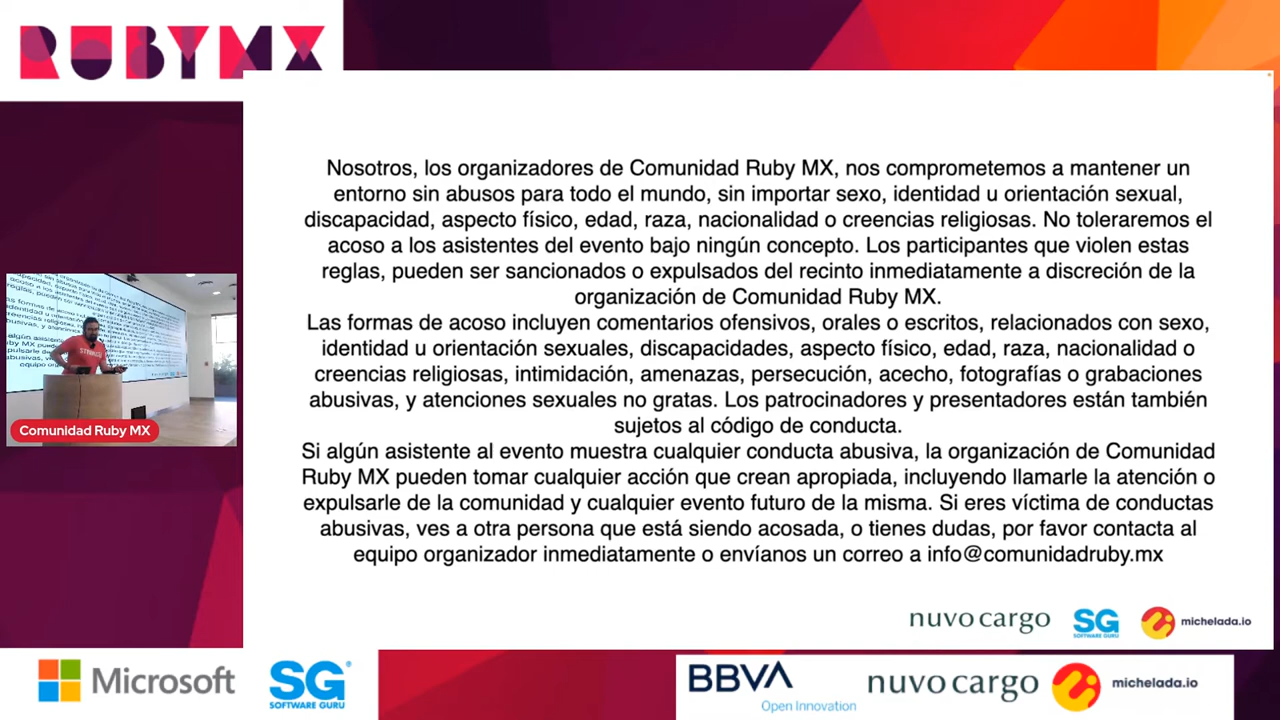 RUBYMX
Nosotros, los organizadores de Comunidad Ruby MX, nos comprometemos a mantener un
entorno sin abusos para todo el mundo, sin importar sexo, identidad u orientación sexual,
discapacidad, aspecto físico, edad, raza, nacionalidad o creencias religiosas. No toleraremos el
acoso a los asistentes del evento bajo ningún concepto. Los participantes que violen estas
reglas, pueden ser sancionados o expulsados del recinto inmediatamente a discreción de la
organización de Comunidad Ruby MX.
Las formas de acoso incluyen comentarios ofensivos, orales o escritos, relacionados con sexo,
identidad u orientación sexuales, discapacidades, aspecto físico, edad, raza, nacionalidad o
creencias religiosas, intimidación, amenazas, persecución, acecho, fotografías o grabaciones
abusivas, y atenciones sexuales no gratas. Los patrocinadores y presentadores están también
sujetos al código de conducta.
Si algún asistente al evento muestra cualquier conducta abusiva, la organización de Comunidad
Ruby MX pueden tomar cualquier acción que crean apropiada, incluyendo llamarle la atención o
expulsarle de la comunidad y cualquier evento futuro de la misma. Si eres víctima de conductas
abusivas, ves a otra persona que está siendo acosada, o tienes dudas, por favor contacta al
equipo organizador inmediatamente o envíanos un correo a info@comunidadruby.mx
Comunidad Ruby MX
nuvocargo
SG
SOFTWARE GURU
michelada.io
Microsoft
SG
SOFTWARE GURU
BBVA
Open Innovation
nuvocargo
michelada.io